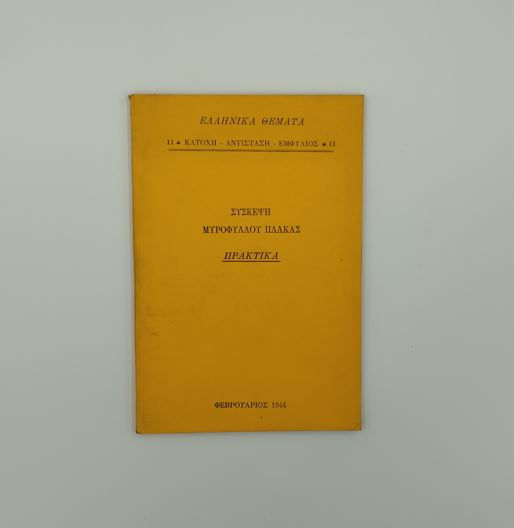 ΕΛΛΗΝΙΚΑ ΘΕΜΑΤΑ
11 ★ ΚΑΤΟΧΗ - ΑΝΤΙΣΤΑΣΗ - ΕΜΦΥΛΙΟΣ ★ 11
ΣΥΣΚΕΨΗ
ΜΥΡΟΦΥΛΛΟΥ ΠΛΑΚΑΣ
ΠΡΑΚΤΙΚΑ
ΦΕΒΡΟΥΑΡΙΟΣ 1944